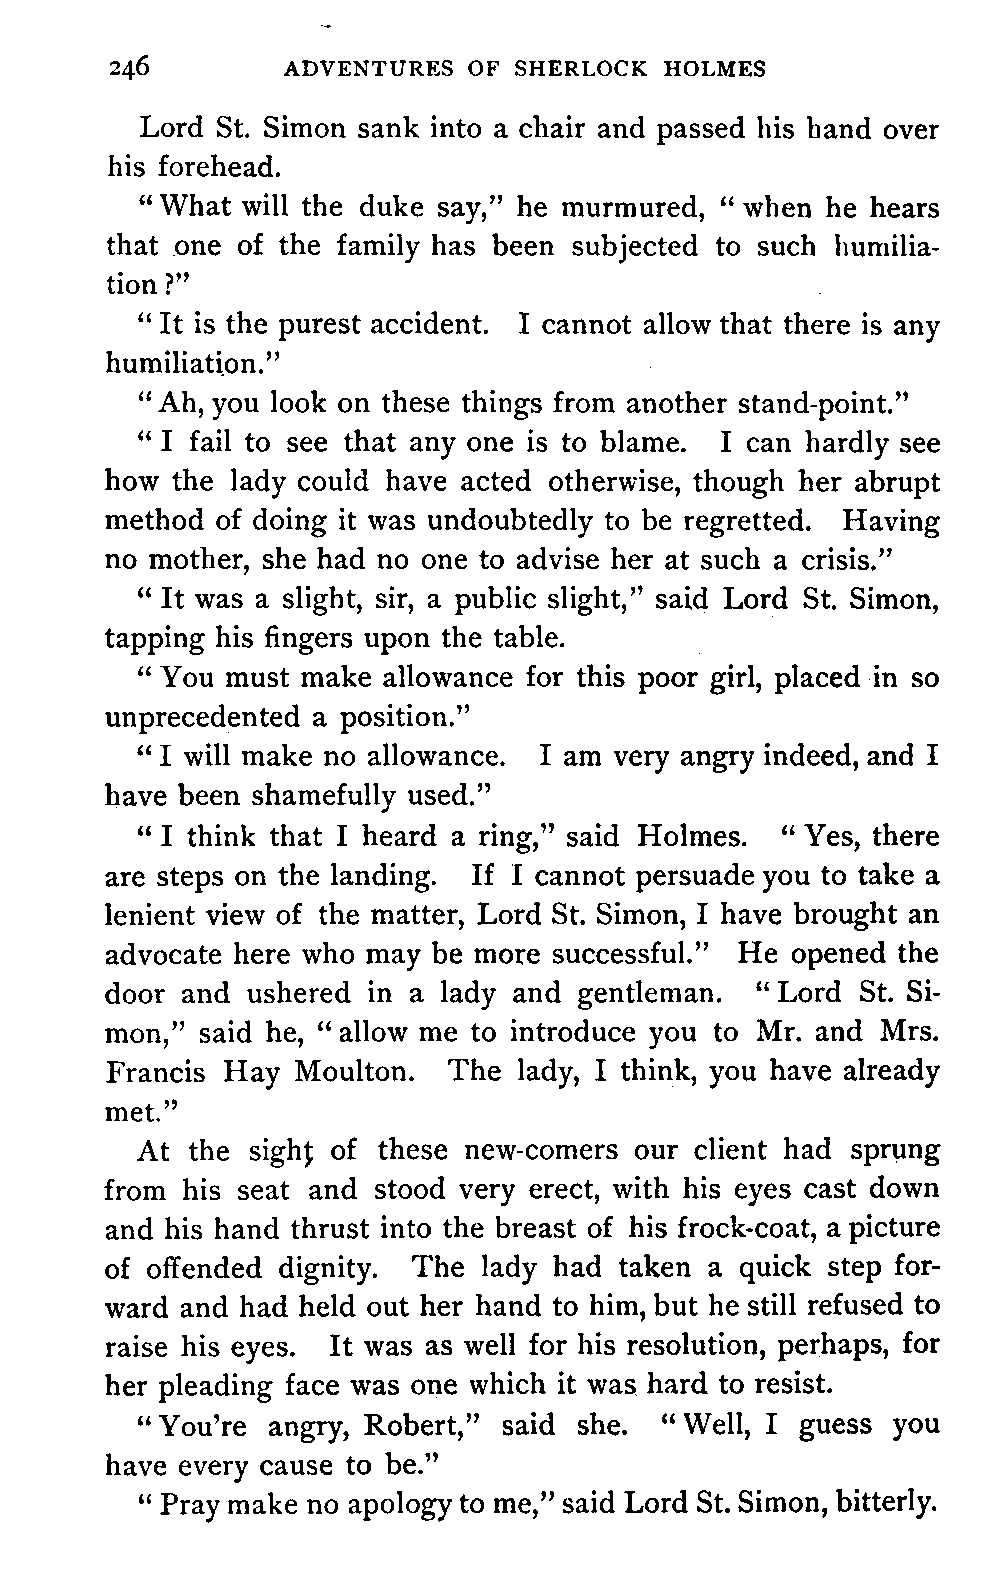 246 ADVENTURES OF SHERLOCK HOLMES
Lord St. Simon sank into a chair and passed his hand over
his forehead.
“What will the duke say,” he murmured, “when he hears
that one of the family has been subjected to such humilia-
tion?”
“It is the purest accident. I cannot allow that there is any
humiliation.”
“Ah, you look on these things from another stand-point.”
“I fail to see that any one is to blame. I can hardly see
how the lady could have acted otherwise, though her abrupt
method of doing it was undoubtedly to be regretted. Having
no mother, she had no one to advise her at such a crisis.”
“It was a slight, sir, a public slight,” said Lord St. Simon,
tapping his fingers upon the table.
“You must make allowance for this poor girl, placed in so
unprecedented a position.”
“I will make no allowance. I am very angry indeed, and I
have been shamefully used.”
“I think that I heard a ring,” said Holmes. “Yes, there
are steps on the landing. If I cannot persuade you to take a
lenient view of the matter, Lord St. Simon, I have brought an
advocate here who may be more successful.” He opened the
door and ushered in a lady and gentleman. “Lord St. Si-
mon,” said he, “allow me to introduce you to Mr. and Mrs.
Francis Hay Moulton. The lady, I think, you have already
met.”
At the sight of these new-comers our client had sprung
from his seat and stood very erect, with his eyes cast down
and his hand thrust into the breast of his frock-coat, a picture
of offended dignity. The lady had taken a quick step for-
ward and had held out her hand to him, but he still refused to
raise his eyes. It was as well for his resolution, perhaps, for
her pleading face was one which it was hard to resist.
“You’re angry, Robert,” said she. “Well, I guess you
have every cause to be.”
“Pray make no apology to me,” said Lord St. Simon, bitterly.